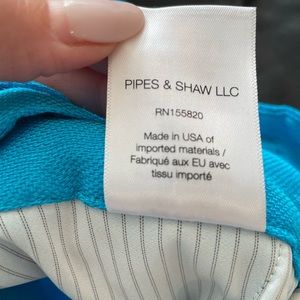 PIPES & SHAW LLC
RN155820
Made in USA of
imported materials /
Fabriqué aux EU avec
tissu importé